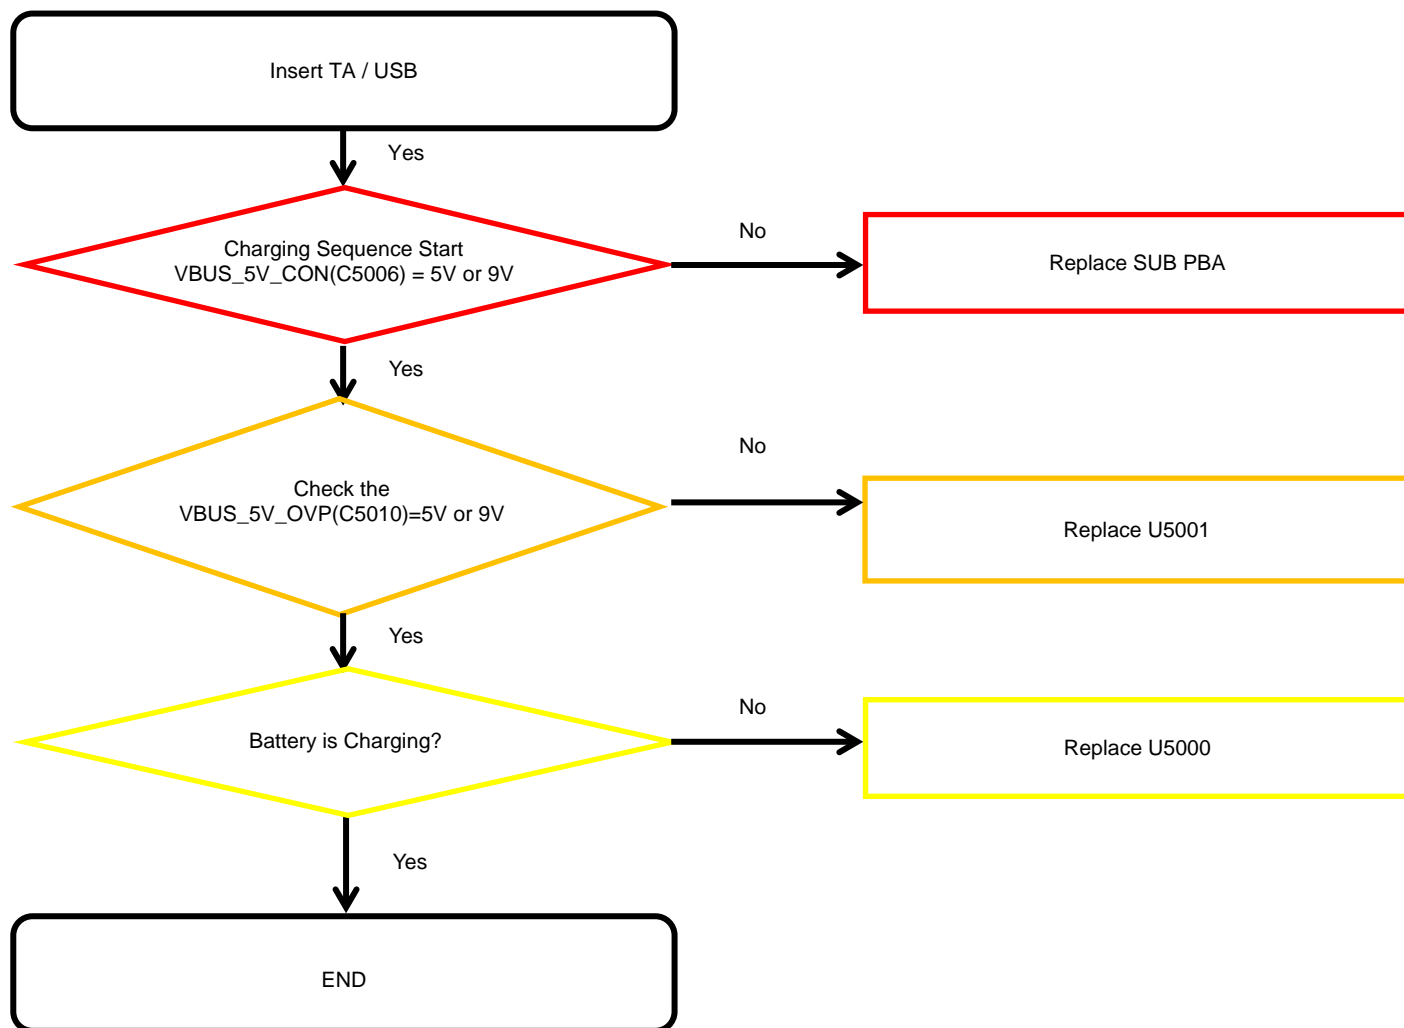 Insert TA / USB
Yes
Charging Sequence Start
VBUS_5V_CON(C5006) = 5V or 9V
No
Replace SUB PBA
Yes
Check the
VBUS_5V_OVP(C5010)=5V or 9V
No
Replace U5001
Yes
Battery is Charging?
No
Replace U5000
Yes
END